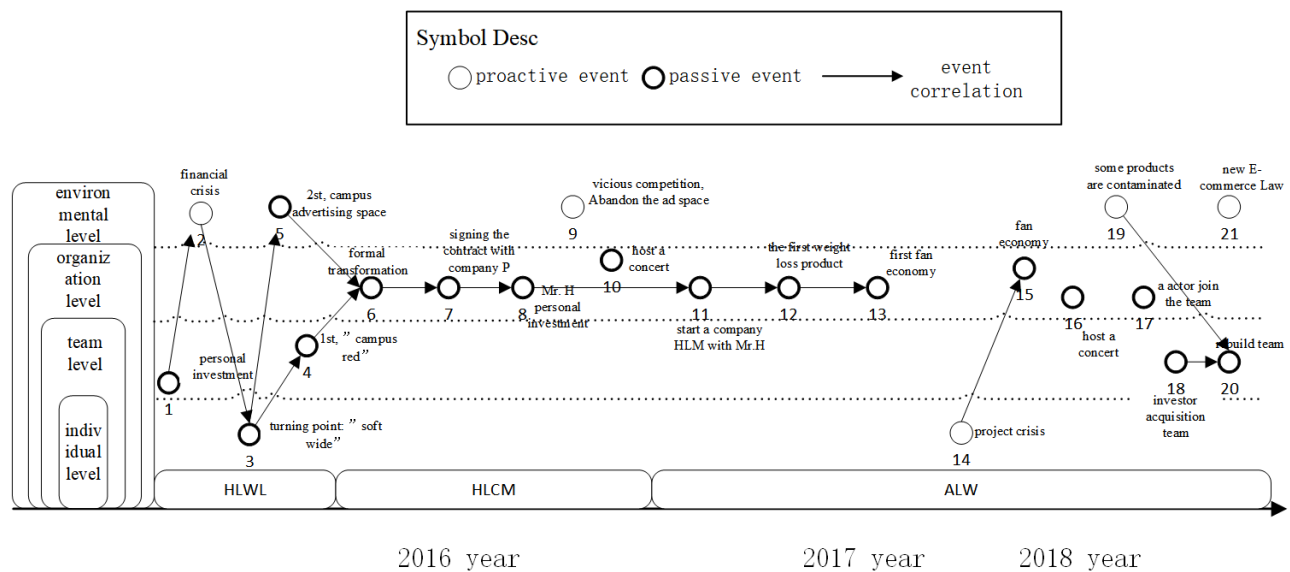 Symbol Desc
proactive event
passive event
event
correlation
environ
mental
level
organiz
ation
level
team
level
indiv
idual
level
financial
crisis
2
2st, campus
advertising space
5
personal
investment
1
1st, ” campus
red”
4
turning point: ” soft
wide”
3
formal
transformation
6
signing the
contract with
company P
7
Mr. H
personal
investment
8
vicious competition,
Abandon the ad space
9
host a
concert
10
start a company
HLM with Mr.H
11
the first weight
loss product
12
first fan
economy
13
project crisis
14
fan
economy
15
host a
concert
16
a actor join
the team
17
investor
acquisition
team
18
some products
are contaminated
19
rebuild team
20
new E-
commerce Law
21
HLWL
HLCM
ALW
2016 year
2017 year
2018 year